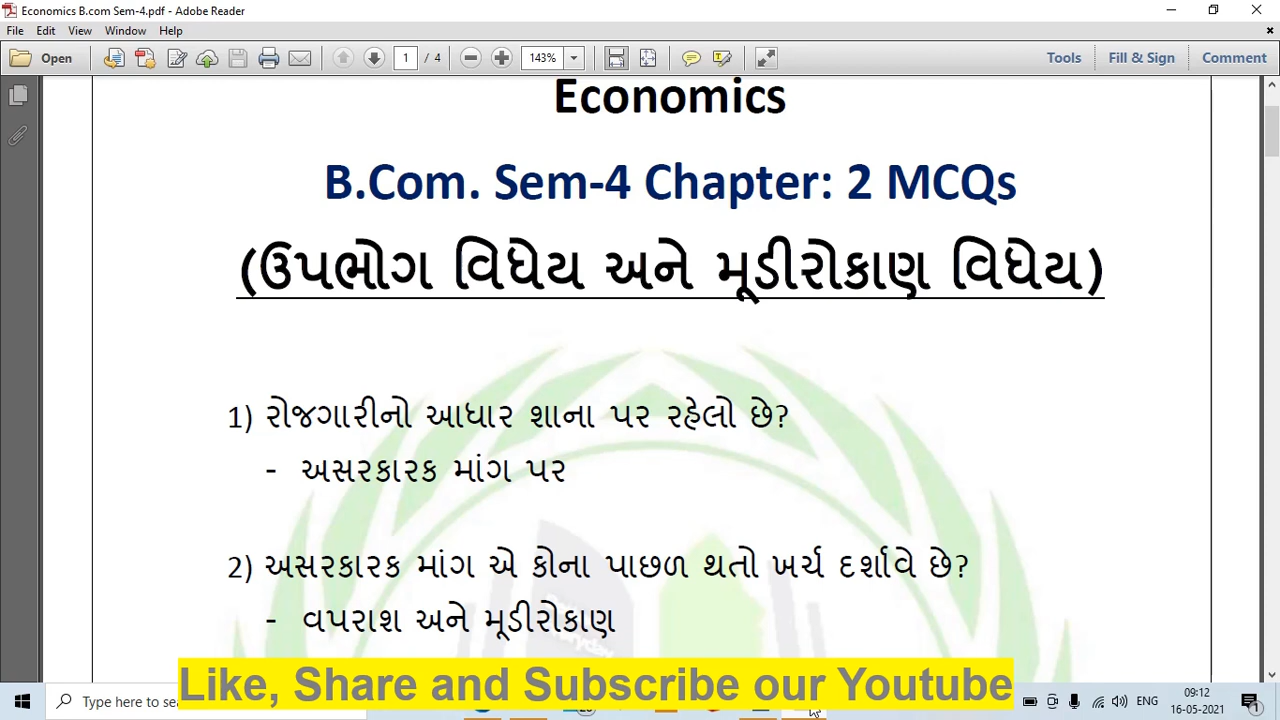 Economics B.com Sem-4.pdf - Adobe Reader
File Edit View Window Help
Open 1 / 4 143% Tools Fill & Sign Comment
Economics
B.Com. Sem-4 Chapter: 2 MCQs
(ઉપભોગ વિધેય અને મૂડીરોકાણ વિધેય)
1) રોજગારીનો આધાર શાના પર રહેલો છે?
- અસરકારક માંગ પર
2) અસરકારક માંગ એ કોના પાછળ થતો ખર્ચ દર્શાવે છે?
- વપરાશ અને મૂડીરોકાણ
Like, Share and Subscribe our Youtube
Type here to
ENG
09:12
16-05-2021